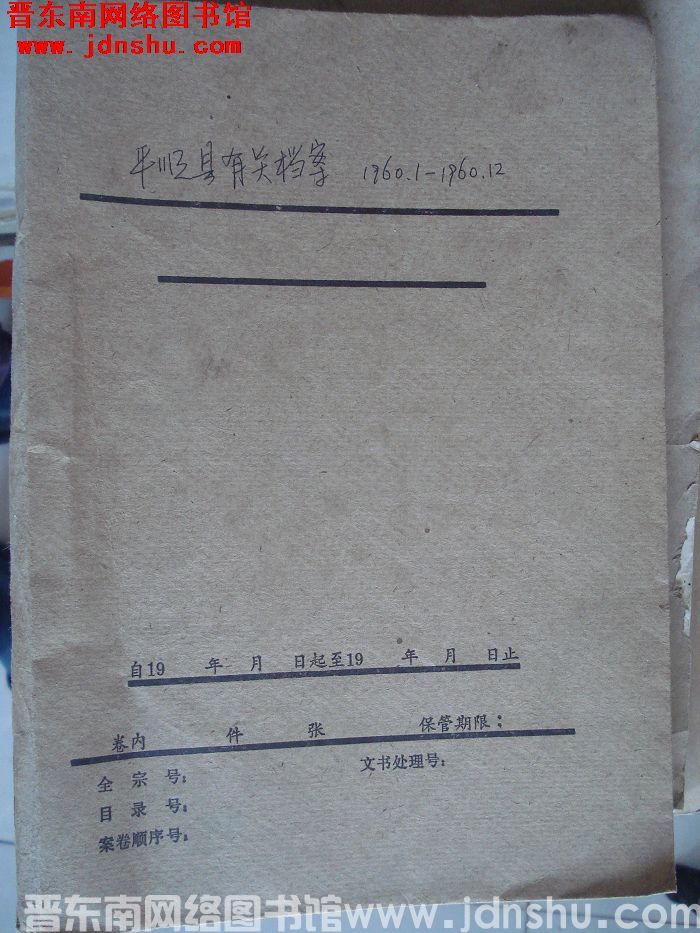 晋东南网络图书馆
www.jdnshu.com
平顺县有关档案 1960.1-1960.12
自19 年 月 日起至19 年 月 日止
卷内 件 张 保管期限：
全宗号： 文书处理号：
目录号：
案卷顺序号：
晋东南网络图书馆 www.jdnshu.com